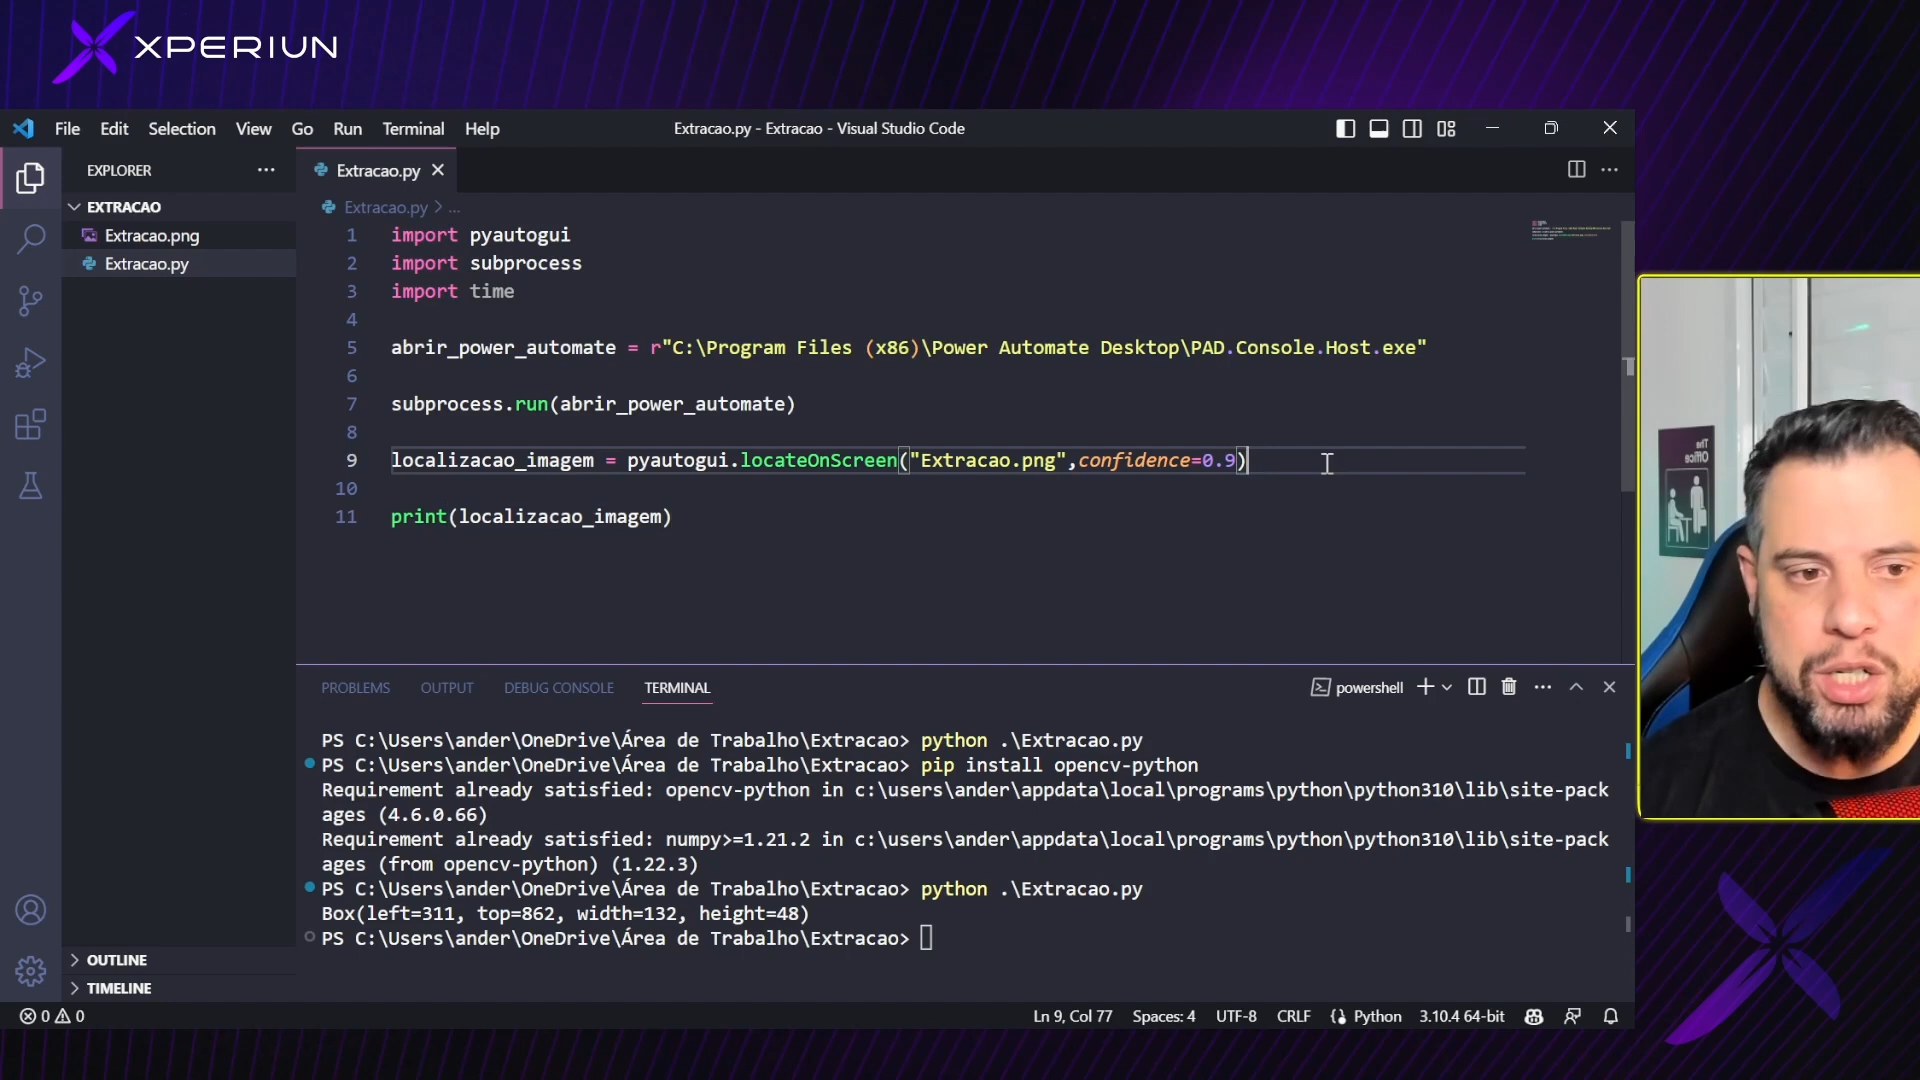 XPERIUN
File Edit Selection View Go Run Terminal Help
Extracao.py - Extracao - Visual Studio Code
EXPLORER
EXTRACAO
Extracao.png
Extracao.py
Extracao.py
Extracao.py > ...
1 import pyautogui
2 import subprocess
3 import time
4
5 abrir_power_automate = r"C:\Program Files (x86)\Power Automate Desktop\PAD.Console.Host.exe"
6
7 subprocess.run(abrir_power_automate)
8
9 localizacao_imagem = pyautogui.locateOnScreen("Extracao.png",confidence=0.9)
10
11 print(localizacao_imagem)
PROBLEMS OUTPUT DEBUG CONSOLE TERMINAL
powershell
PS C:\Users\ander\OneDrive\Área de Trabalho\Extracao> python .\Extracao.py
PS C:\Users\ander\OneDrive\Área de Trabalho\Extracao> pip install opencv-python
Requirement already satisfied: opencv-python in c:\users\ander\appdata\local\programs\python\python310\lib\site-pack
ages (4.6.0.66)
Requirement already satisfied: numpy>=1.21.2 in c:\users\ander\appdata\local\programs\python\python310\lib\site-pack
ages (from opencv-python) (1.22.3)
PS C:\Users\ander\OneDrive\Área de Trabalho\Extracao> python .\Extracao.py
Box(left=311, top=862, width=132, height=48)
PS C:\Users\ander\OneDrive\Área de Trabalho\Extracao>
OUTLINE
TIMELINE
0 0
Ln 9, Col 77 Spaces: 4 UTF-8 CRLF Python 3.10.4 64-bit
The
Office